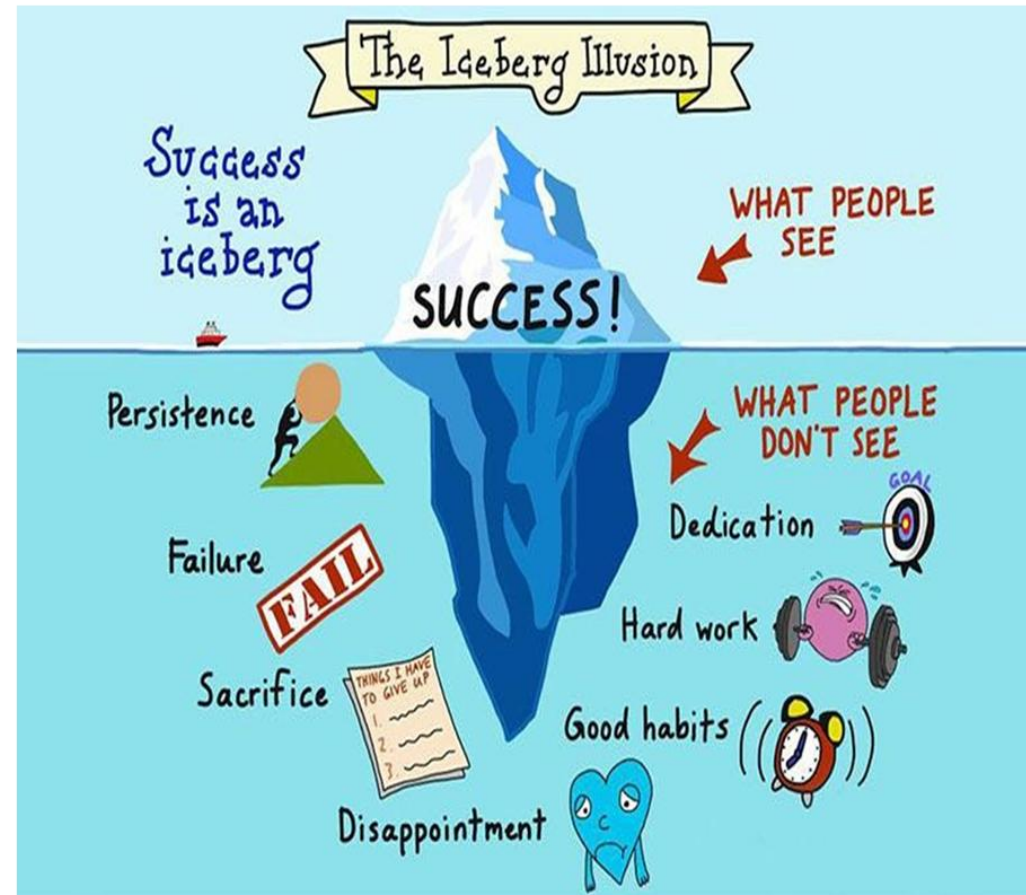 The Iceberg Illusion
Success
is an
iceberg
WHAT PEOPLE
SEE
SUCCESS!
Persistence
WHAT PEOPLE
DON'T SEE
GOAL
Dedication
Failure
FAIL
Hard work
Sacrifice
THINGS I HAVE
TO GIVE UP
1.
2.
3.
Good habits
Disappointment